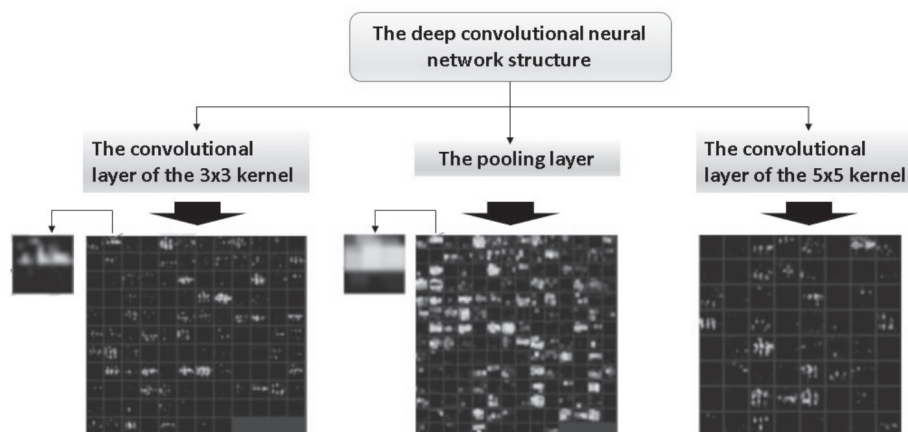 The deep convolutional neural
network structure
The convolutional
layer of the 3x3 kernel
The pooling layer
The convolutional
layer of the 5x5 kernel